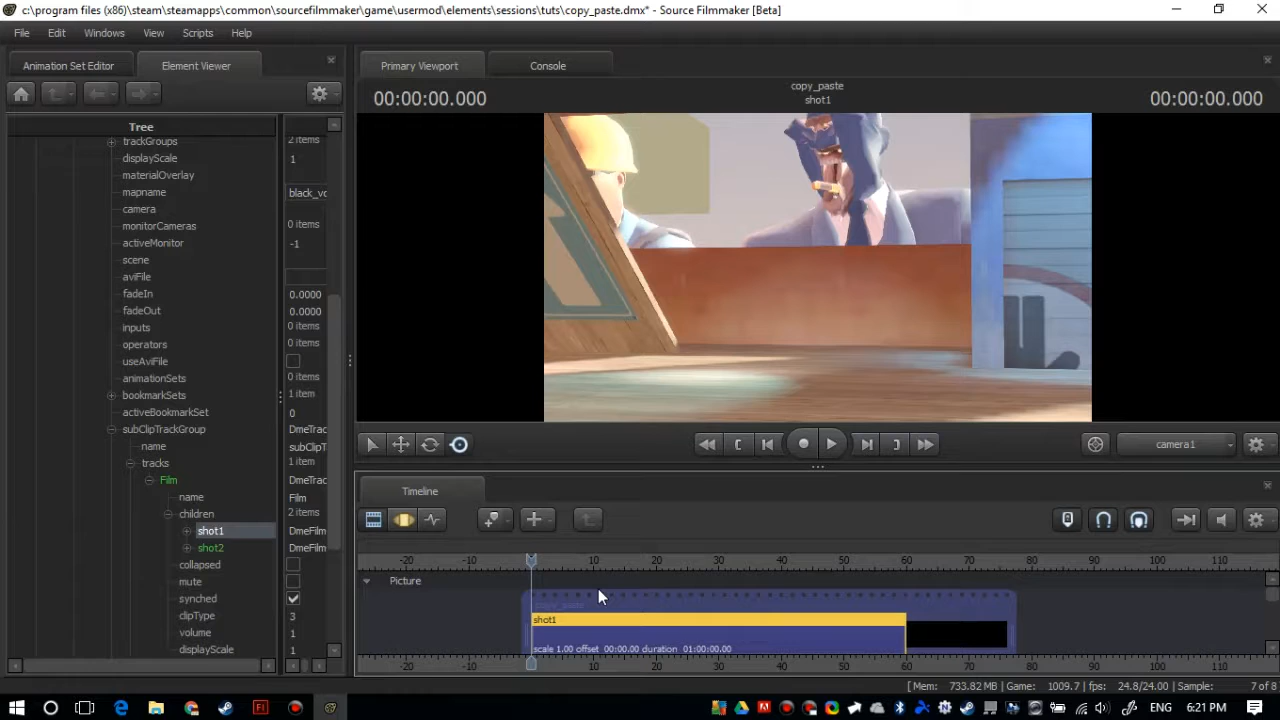 c:\program files (x86)\steam\steamapps\common\sourcefilmmaker\game\usermod\elements\sessions\tuts\copy_paste.dmx* - Source Filmmaker [Beta]
File Edit Windows View Scripts Help
Animation Set Editor Element Viewer
Primary Viewport Console
00:00:00.000
copy_paste
shot1
00:00:00.000
Tree
trackGroups 2 items
displayScale 1
materialOverlay
mapname black_vo
camera
monitorCameras 0 items
activeMonitor -1
scene
aviFile
fadeIn 0.0000
fadeOut 0.0000
inputs 0 items
operators 0 items
useAviFile
animationSets 0 items
bookmarkSets 1 item
activeBookmarkSet 0
subClipTrackGroup DmeTrac
name subClipT
tracks 1 item
Film DmeTrac
name Film
children 2 items
shot1 DmeFilm
shot2 DmeFilm
collapsed
mute
synched
clipType 3
volume 1
displayScale 1
camera1
Timeline
-20 -10 10 20 30 40 50 60 70 80 90 100 110
Picture
copy_paste
shot1
scale 1.00 offset 00:00.00 duration 01:00:00.00
-20 -10 10 20 30 40 50 60 70 80 90 100 110
[ Mem: 733.82 MB | Game: 1009.7 | fps: 24.8/24.00 | Sample: 7 of 8
ENG 6:21 PM